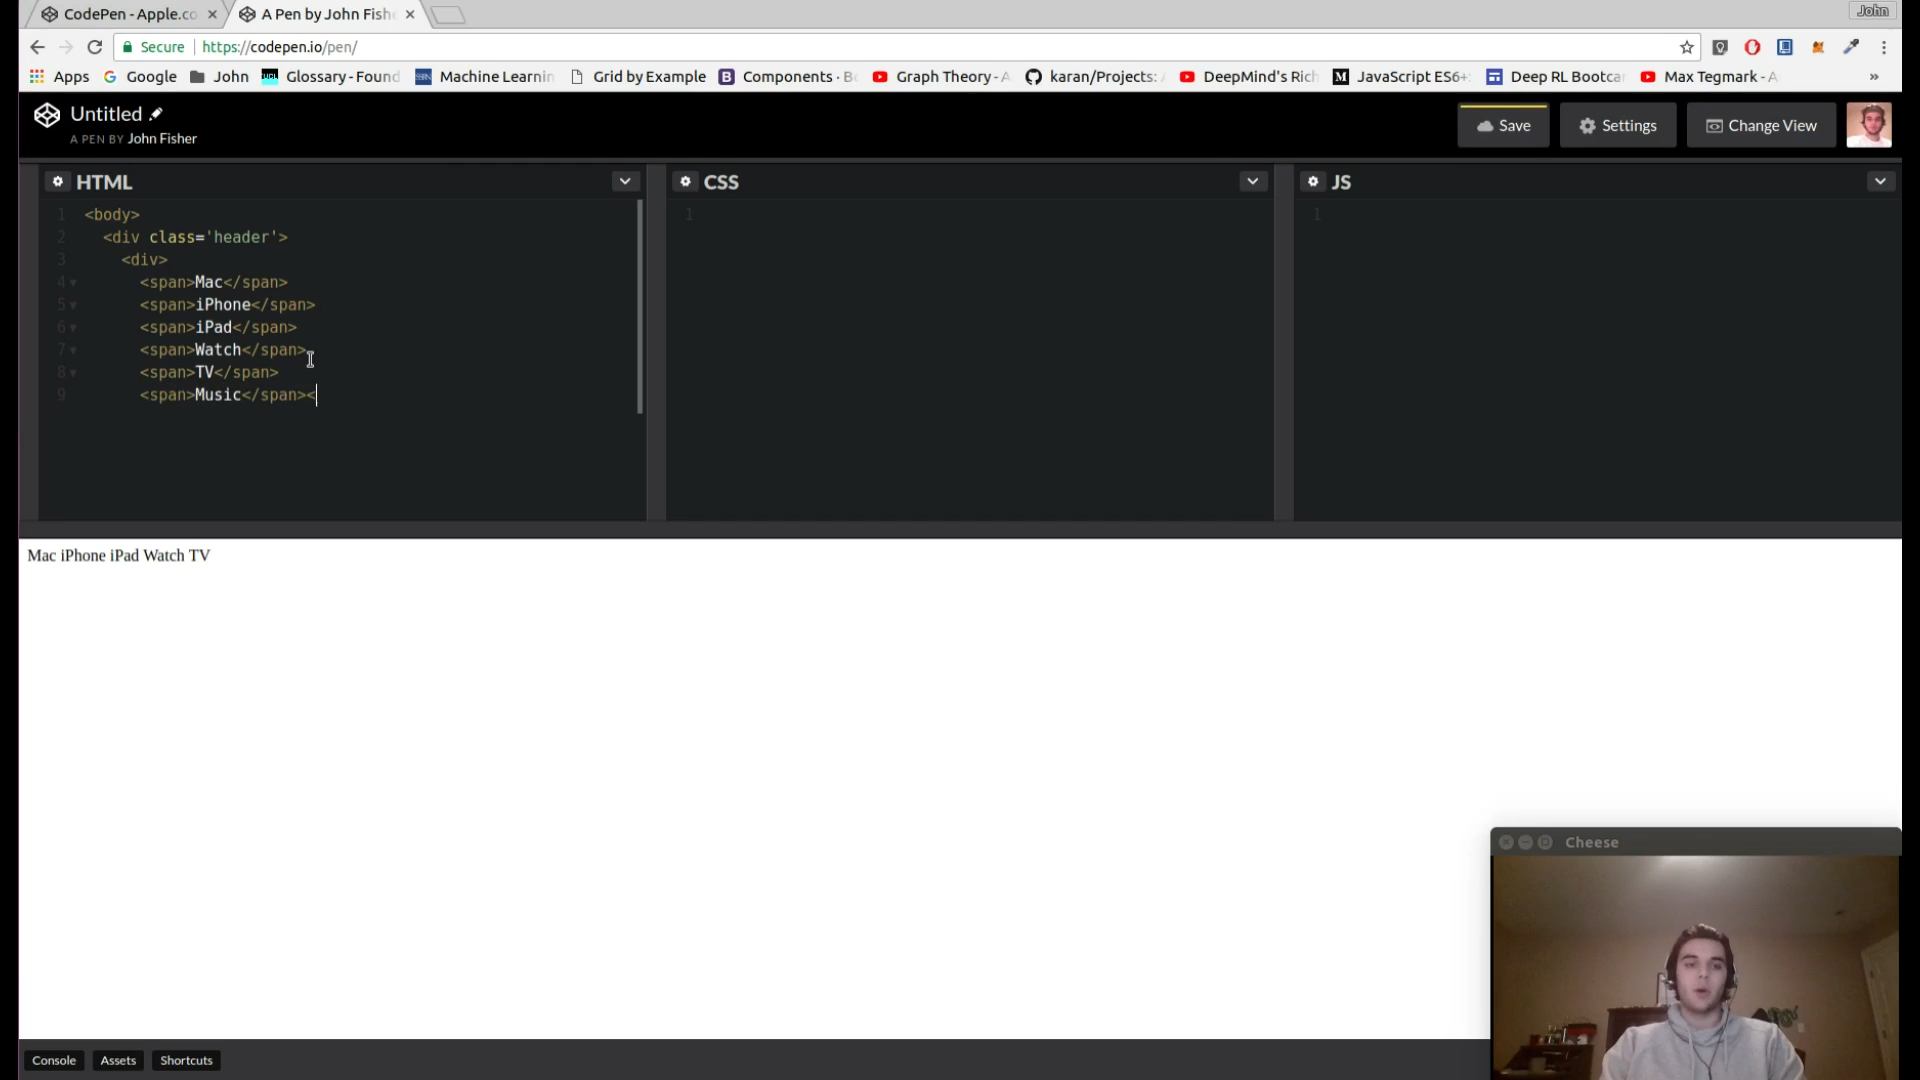 CodePen - Apple.co
A Pen by John Fish
John
Secure
https://codepen.io/pen/
Apps
Google
John
Glossary - Found
Machine Learnin
Grid by Example
Components · B
Graph Theory - A
karan/Projects:
DeepMind's Rich
JavaScript ES6+:
Deep RL Bootca
Max Tegmark - A
»
Untitled
A PEN BY John Fisher
Save
Settings
Change View
HTML
CSS
JS
1 <body>
2 <div class='header'>
3 <div>
4 <span>Mac</span>
5 <span>iPhone</span>
6 <span>iPad</span>
7 <span>Watch</span>
8 <span>TV</span>
9 <span>Music</span><
1
1
Mac iPhone iPad Watch TV
Cheese
Console
Assets
Shortcuts